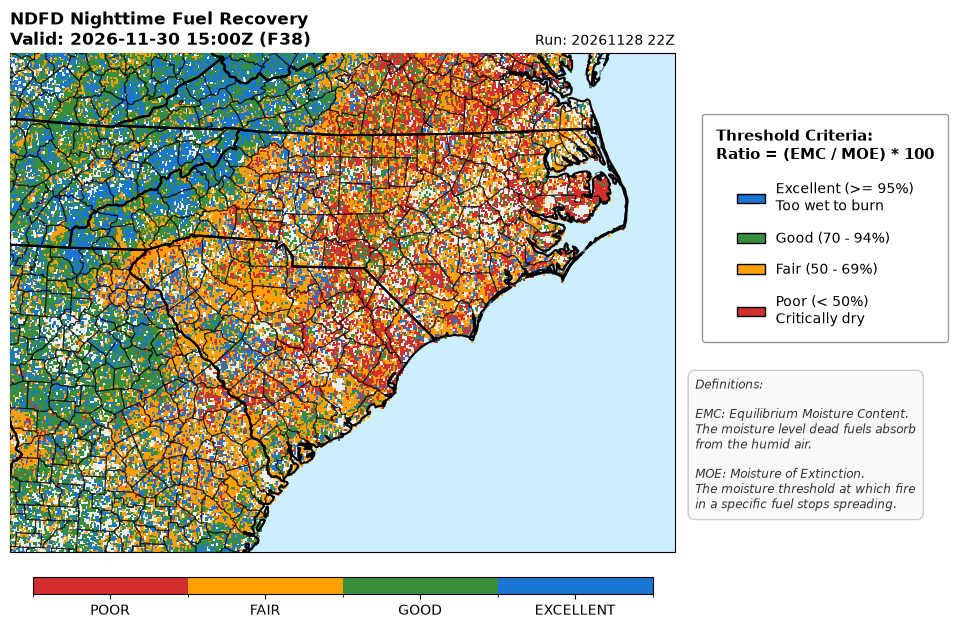 NDFD Nighttime Fuel Recovery
Valid: 2026-11-30 15:00Z (F38)
Run: 20261128 22Z
Threshold Criteria:
Ratio = (EMC / MOE) * 100
Excellent (>= 95%)
Too wet to burn
Good (70 - 94%)
Fair (50 - 69%)
Poor (< 50%)
Critically dry
Definitions:
EMC: Equilibrium Moisture Content.
The moisture level dead fuels absorb
from the humid air.
MOE: Moisture of Extinction.
The moisture threshold at which fire
in a specific fuel stops spreading.
POOR
FAIR
GOOD
EXCELLENT